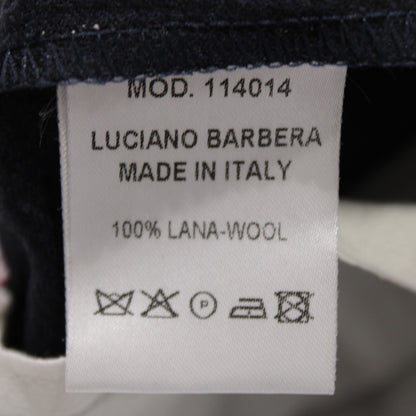 MOD. 114014
LUCIANO BARBERA
MADE IN ITALY
100% LANA-WOOL
P